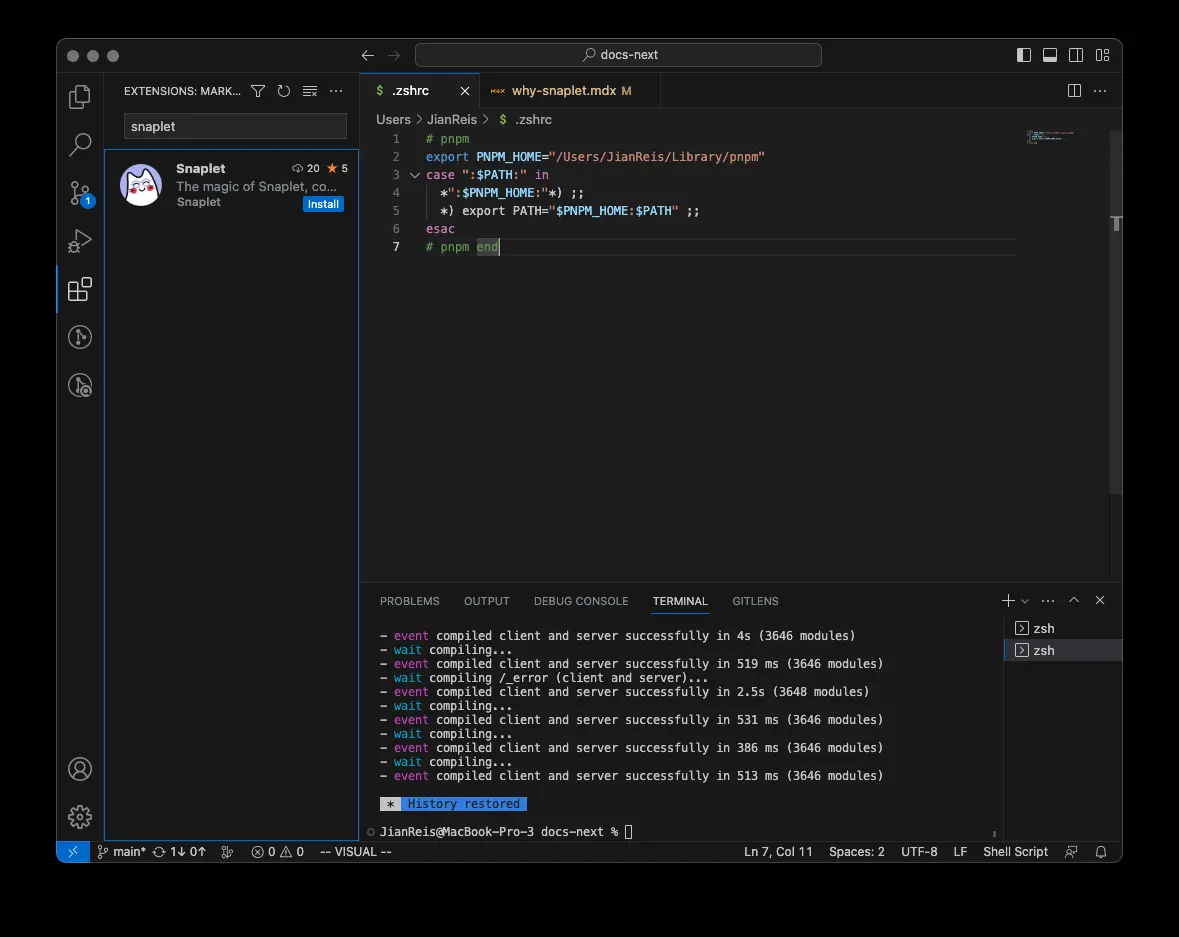 docs-next
EXTENSIONS: MARK...
snaplet
Snaplet 20 5
The magic of Snaplet, co...
Snaplet Install
1
$ .zshrc
why-snaplet.mdx M
Users > JianReis > $ .zshrc
1 # pnpm
2 export PNPM_HOME="/Users/JianReis/Library/pnpm"
3 case ":$PATH:" in
4 *":$PNPM_HOME:"*) ;;
5 *) export PATH="$PNPM_HOME:$PATH" ;;
6 esac
7 # pnpm end
PROBLEMS OUTPUT DEBUG CONSOLE TERMINAL GITLENS
- event compiled client and server successfully in 4s (3646 modules)
- wait compiling...
- event compiled client and server successfully in 519 ms (3646 modules)
- wait compiling /_error (client and server)...
- event compiled client and server successfully in 2.5s (3648 modules)
- wait compiling...
- event compiled client and server successfully in 531 ms (3646 modules)
- wait compiling...
- event compiled client and server successfully in 386 ms (3646 modules)
- wait compiling...
- event compiled client and server successfully in 513 ms (3646 modules)
* History restored
JianReis@MacBook-Pro-3 docs-next %
zsh
zsh
main* 1↓ 0↑ 0 0 -- VISUAL -- Ln 7, Col 11 Spaces: 2 UTF-8 LF Shell Script